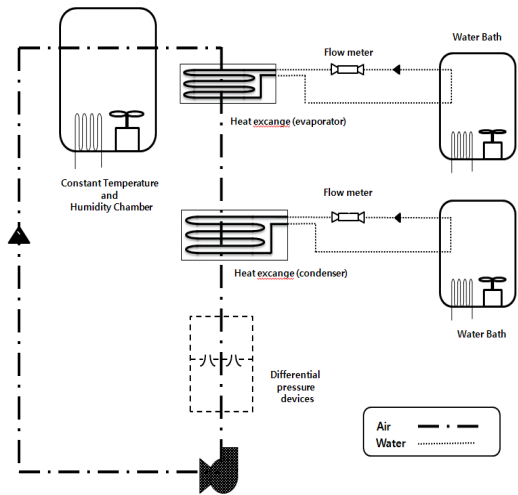 Water Bath
Flow meter
Heat excange (evaporator)
Constant Temperature
and
Humidity Chamber
Flow meter
Heat excange (condenser)
Water Bath
Differential
pressure
devices
Air
Water